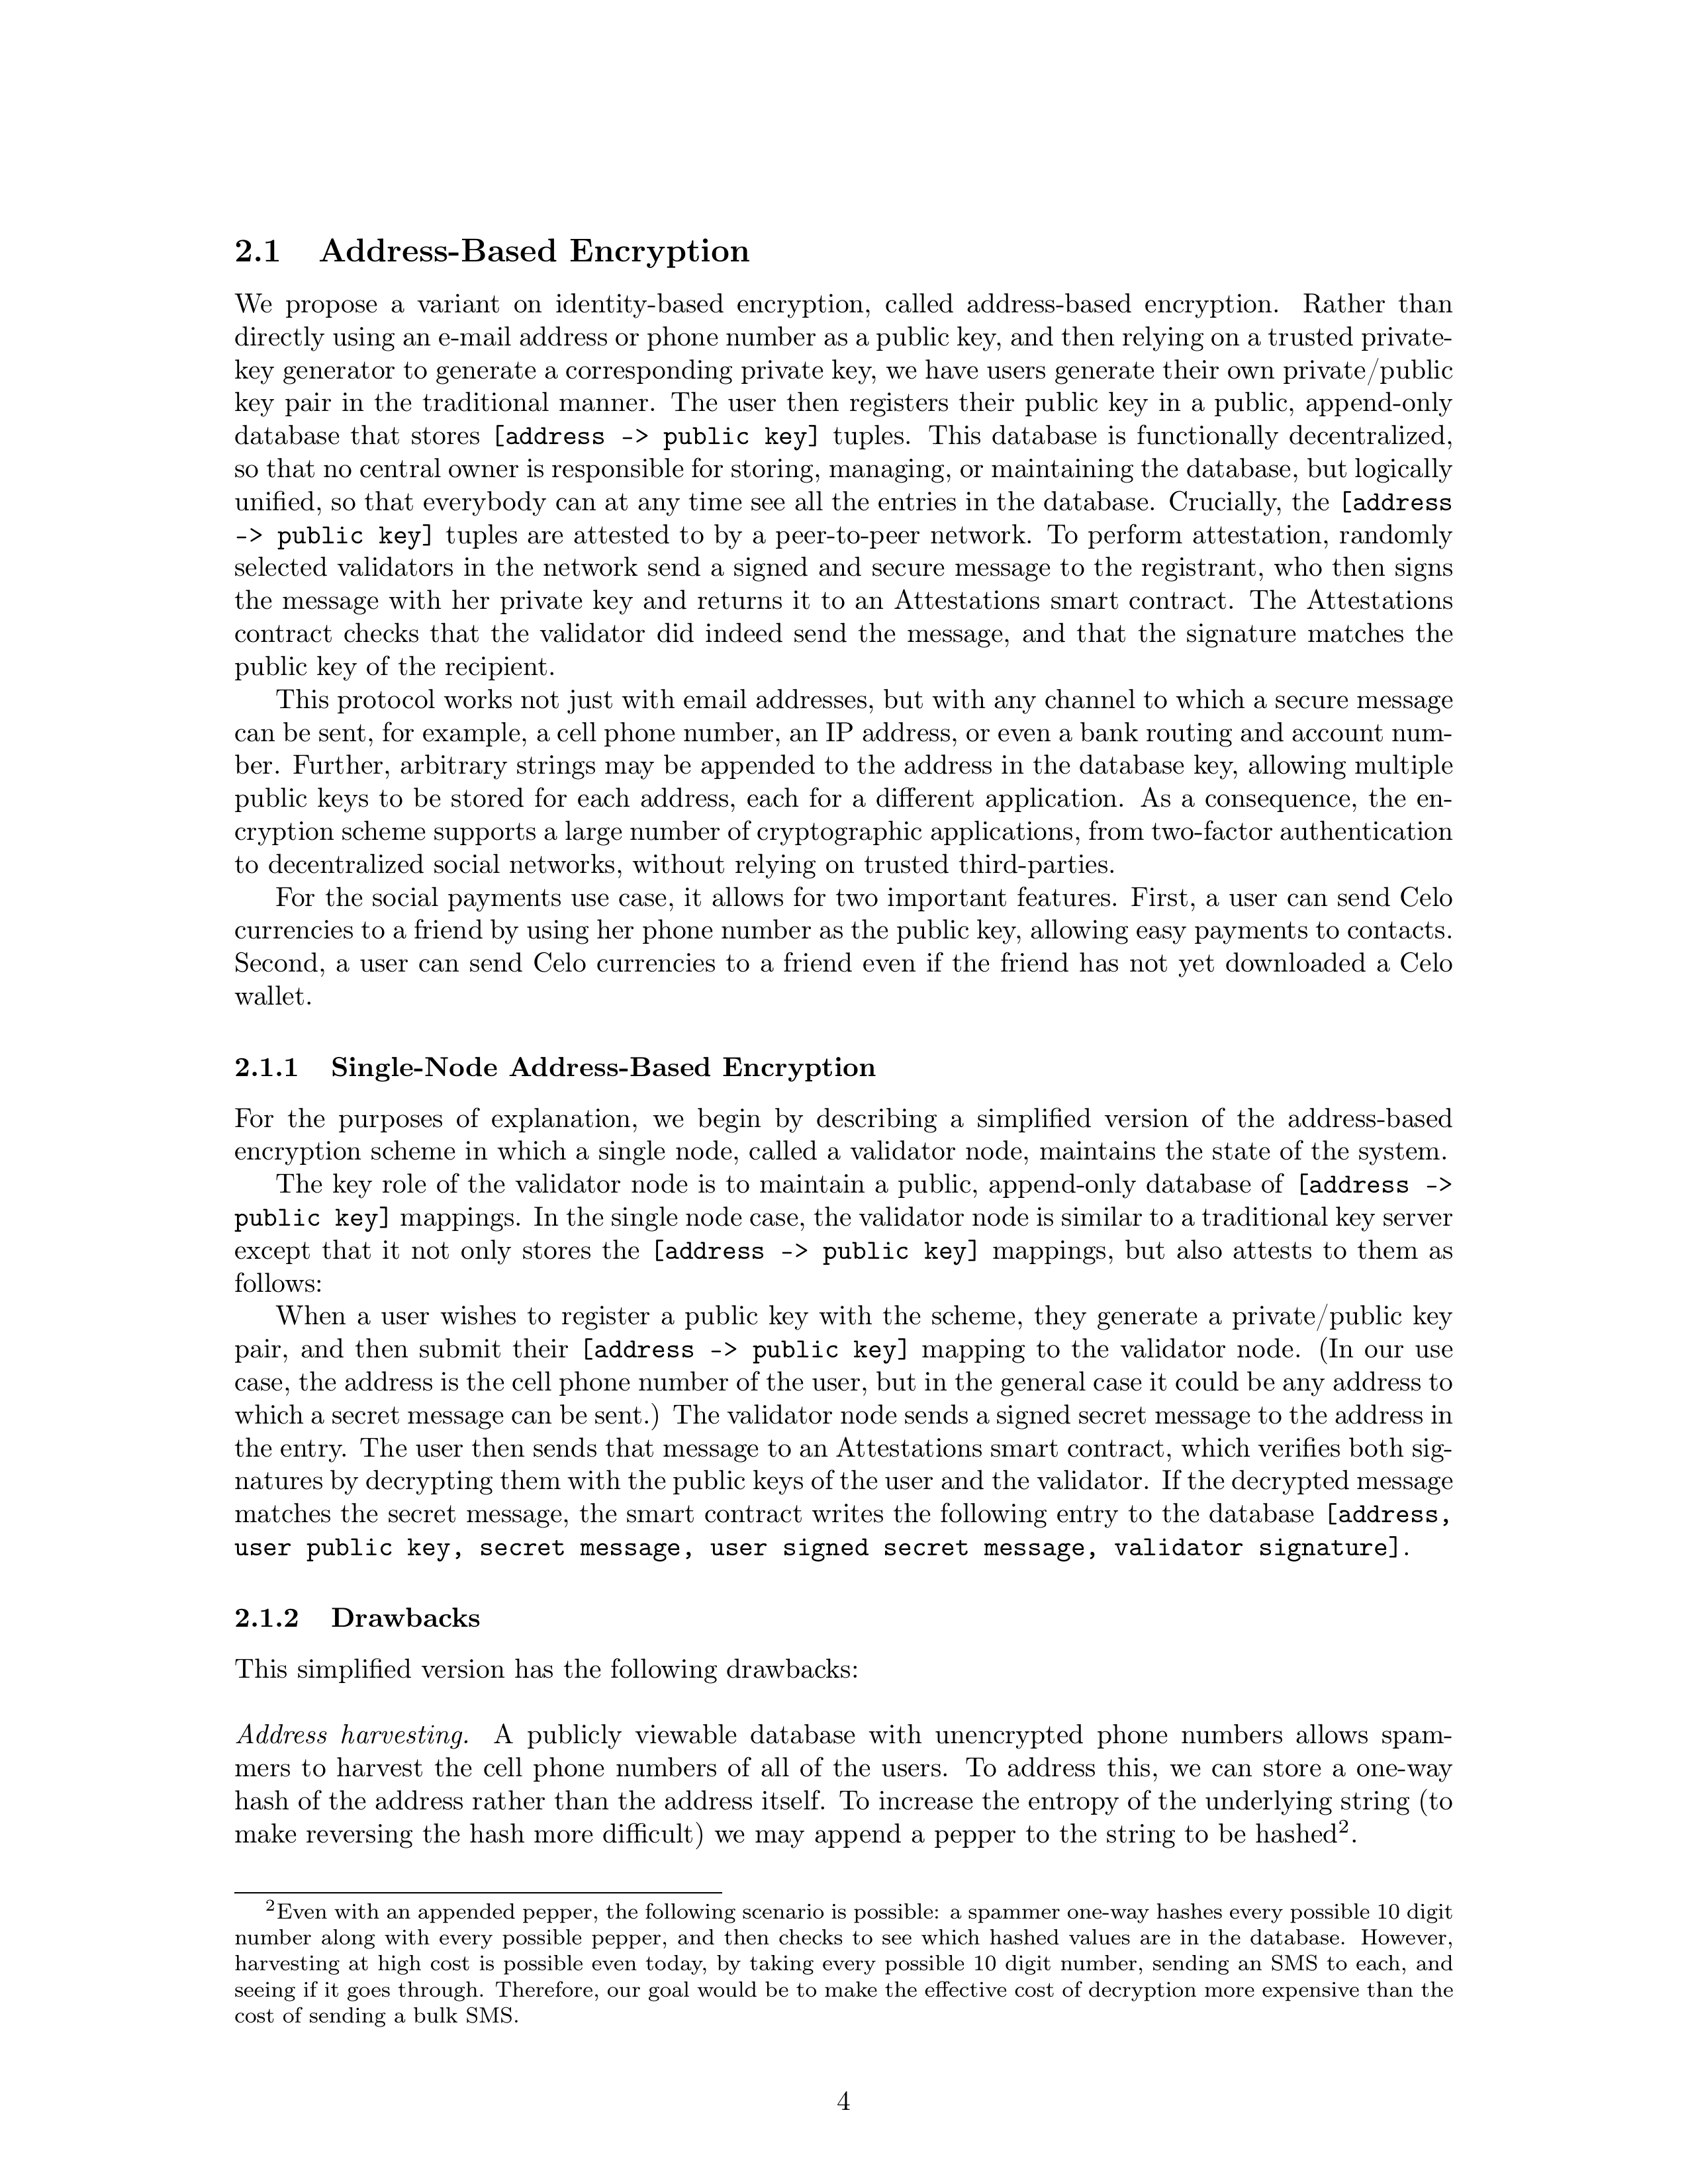 2.1 Address-Based Encryption
We propose a variant on identity-based encryption, called address-based encryption. Rather than
directly using an e-mail address or phone number as a public key, and then relying on a trusted private-
key generator to generate a corresponding private key, we have users generate their own private/public
key pair in the traditional manner. The user then registers their public key in a public, append-only
database that stores [address -> public key] tuples. This database is functionally decentralized,
so that no central owner is responsible for storing, managing, or maintaining the database, but logically
unified, so that everybody can at any time see all the entries in the database. Crucially, the [address
-> public key] tuples are attested to by a peer-to-peer network. To perform attestation, randomly
selected validators in the network send a signed and secure message to the registrant, who then signs
the message with her private key and returns it to an Attestations smart contract. The Attestations
contract checks that the validator did indeed send the message, and that the signature matches the
public key of the recipient.
This protocol works not just with email addresses, but with any channel to which a secure message
can be sent, for example, a cell phone number, an IP address, or even a bank routing and account num-
ber. Further, arbitrary strings may be appended to the address in the database key, allowing multiple
public keys to be stored for each address, each for a different application. As a consequence, the en-
cryption scheme supports a large number of cryptographic applications, from two-factor authentication
to decentralized social networks, without relying on trusted third-parties.
For the social payments use case, it allows for two important features. First, a user can send Celo
currencies to a friend by using her phone number as the public key, allowing easy payments to contacts.
Second, a user can send Celo currencies to a friend even if the friend has not yet downloaded a Celo
wallet.
2.1.1 Single-Node Address-Based Encryption
For the purposes of explanation, we begin by describing a simplified version of the address-based
encryption scheme in which a single node, called a validator node, maintains the state of the system.
The key role of the validator node is to maintain a public, append-only database of [address ->
public key] mappings. In the single node case, the validator node is similar to a traditional key server
except that it not only stores the [address -> public key] mappings, but also attests to them as
follows:
When a user wishes to register a public key with the scheme, they generate a private/public key
pair, and then submit their [address -> public key] mapping to the validator node. (In our use
case, the address is the cell phone number of the user, but in the general case it could be any address to
which a secret message can be sent.) The validator node sends a signed secret message to the address in
the entry. The user then sends that message to an Attestations smart contract, which verifies both sig-
natures by decrypting them with the public keys of the user and the validator. If the decrypted message
matches the secret message, the smart contract writes the following entry to the database [address,
user public key, secret message, user signed secret message, validator signature].
2.1.2 Drawbacks
This simplified version has the following drawbacks:
Address harvesting. A publicly viewable database with unencrypted phone numbers allows spam-
mers to harvest the cell phone numbers of all of the users. To address this, we can store a one-way
hash of the address rather than the address itself. To increase the entropy of the underlying string (to
make reversing the hash more difficult) we may append a pepper to the string to be hashed².
²Even with an appended pepper, the following scenario is possible: a spammer one-way hashes every possible 10 digit
number along with every possible pepper, and then checks to see which hashed values are in the database. However,
harvesting at high cost is possible even today, by taking every possible 10 digit number, sending an SMS to each, and
seeing if it goes through. Therefore, our goal would be to make the effective cost of decryption more expensive than the
cost of sending a bulk SMS.
4